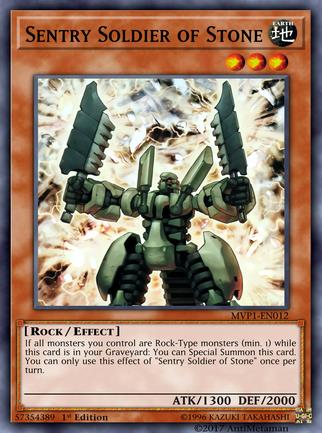 SENTRY SOLDIER OF STONE
EARTH
地
MVP1-EN012
[ROCK / EFFECT]
If all monsters you control are Rock-Type monsters (min. 1) while
this card is in your Graveyard: You can Special Summon this card.
You can only use this effect of "Sentry Soldier of Stone" once per
turn.
ATK/1300 DEF/2000
57354389 1st Edition
©1996 KAZUKI TAKAHASHI
©2017 AntiMetaman